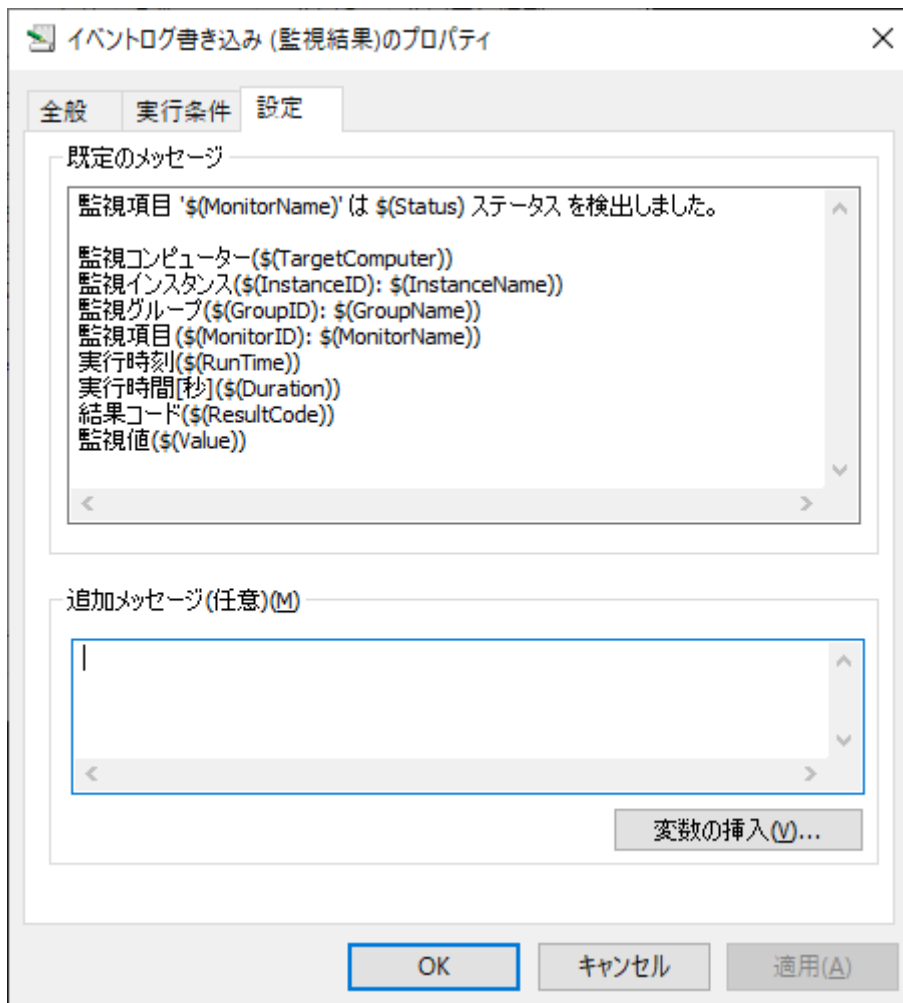 イベントログ書き込み (監視結果)のプロパティ
全般 実行条件 設定
既定のメッセージ
監視項目 '$(MonitorName)' は $(Status) ステータス を検出しました。
監視コンピューター($(TargetComputer))
監視インスタンス($(InstanceID): $(InstanceName))
監視グループ($(GroupID): $(GroupName))
監視項目($(MonitorID): $(MonitorName))
実行時刻($(RunTime))
実行時間[秒]($(Duration))
結果コード($(ResultCode))
監視値($(Value))
追加メッセージ(任意)(M)
変数の挿入(V)...
OK キャンセル 適用(A)